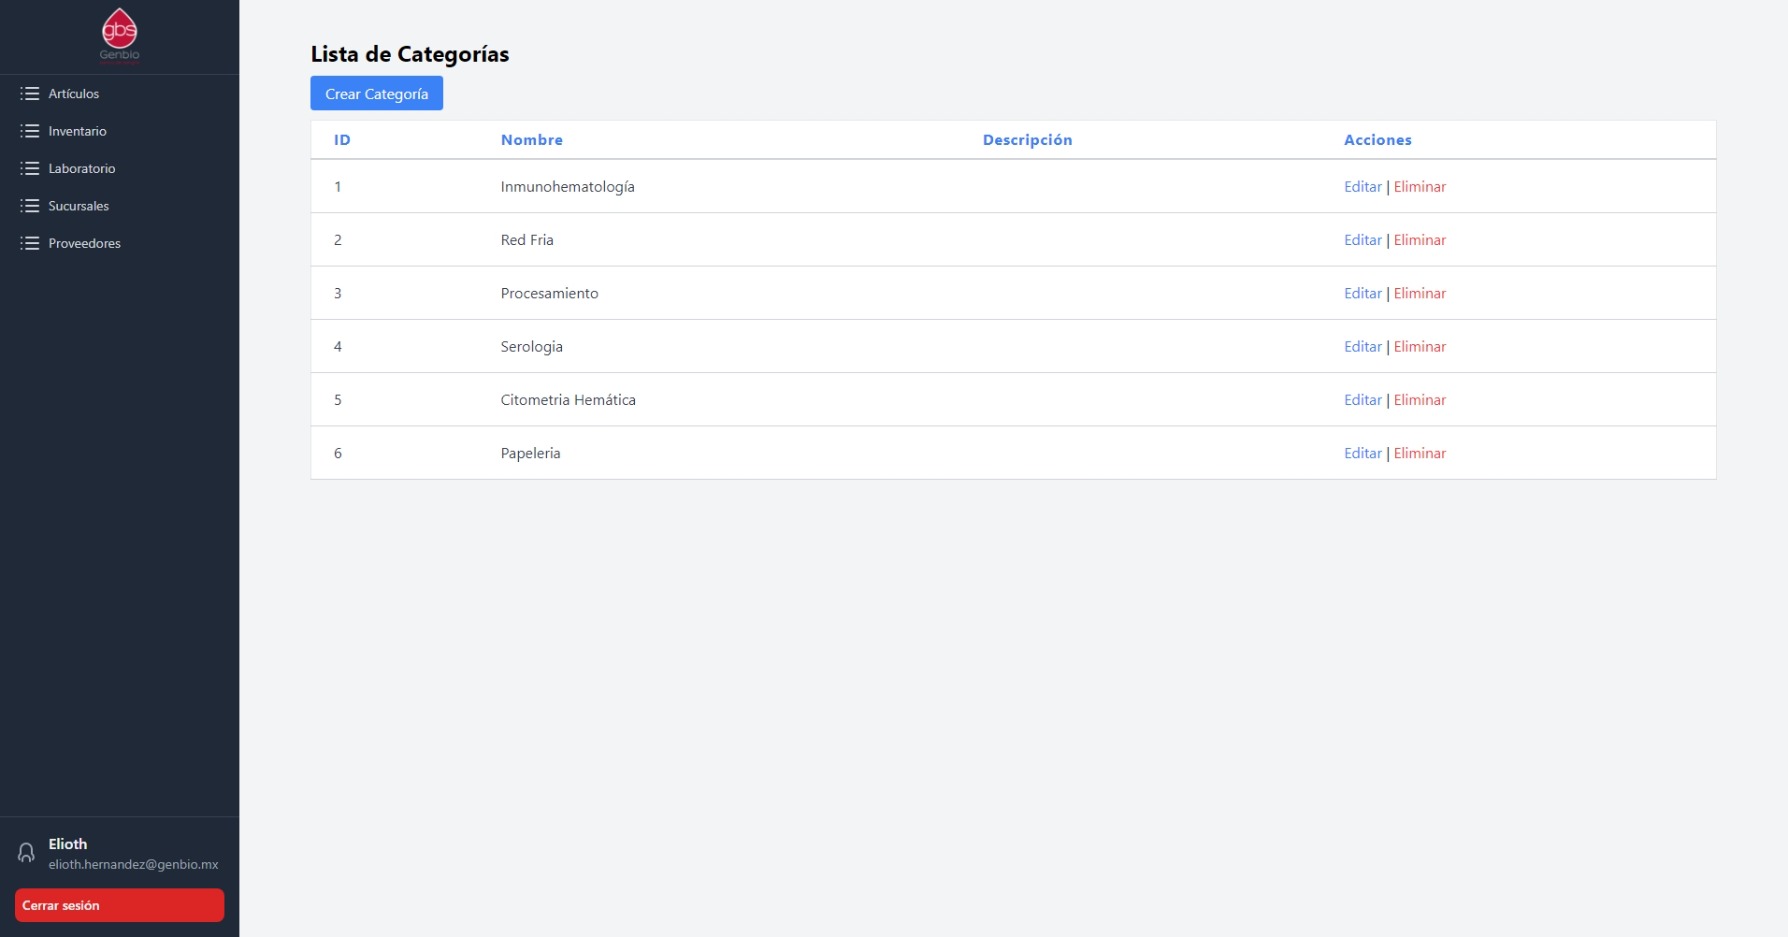 gbs
Genbio
Artículos
Inventario
Laboratorio
Sucursales
Proveedores
Elioth
elioth.hernandez@genbio.mx
Cerrar sesión
Lista de Categorías
Crear Categoría
ID Nombre Descripción Acciones
1 Inmunohematología Editar | Eliminar
2 Red Fria Editar | Eliminar
3 Procesamiento Editar | Eliminar
4 Serologia Editar | Eliminar
5 Citometria Hemática Editar | Eliminar
6 Papeleria Editar | Eliminar